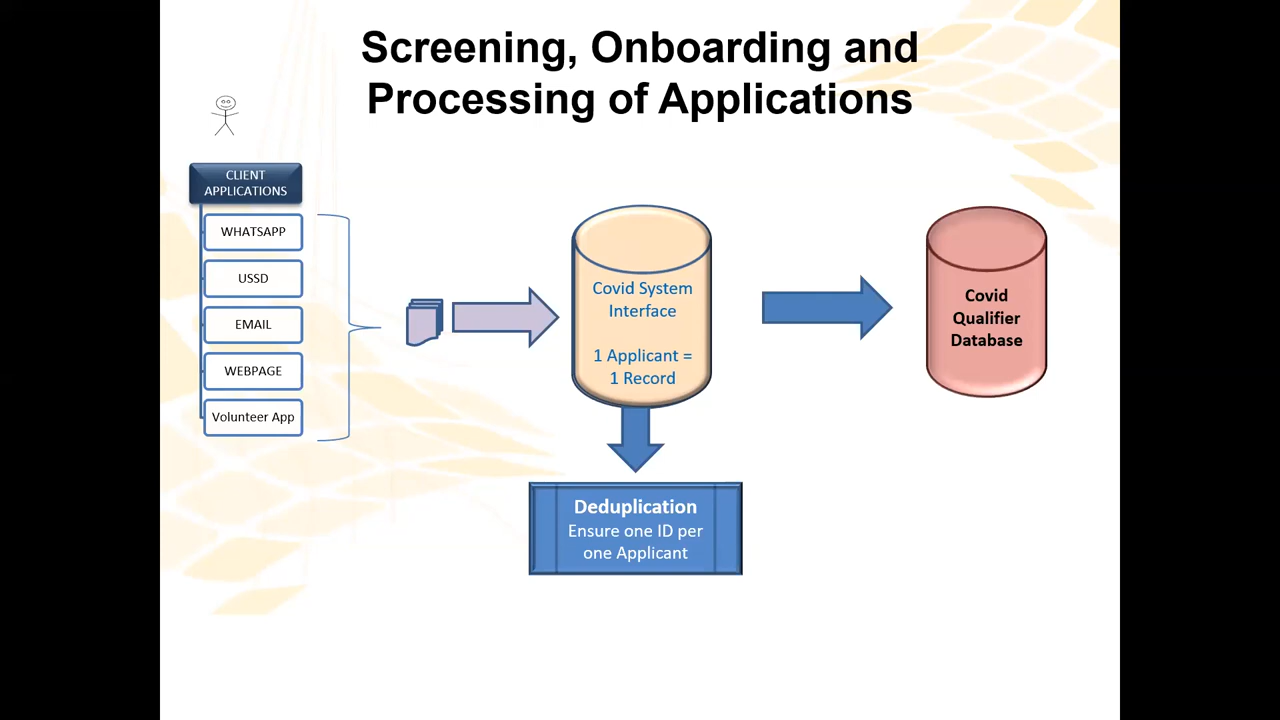 Screening, Onboarding and
Processing of Applications
CLIENT
APPLICATIONS
WHATSAPP
USSD
EMAIL
WEBPAGE
Volunteer App
Covid System
Interface
1 Applicant =
1 Record
Deduplication
Ensure one ID per
one Applicant
Covid
Qualifier
Database